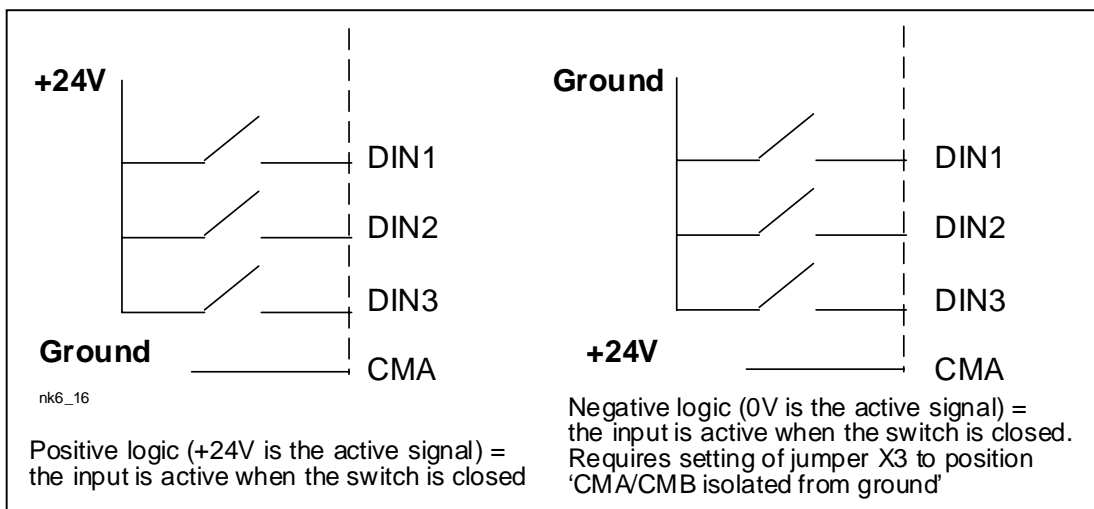 +24V
DIN1
DIN2
DIN3
Ground
CMA
nk6_16
Positive logic (+24V is the active signal) =
the input is active when the switch is closed
Ground
DIN1
DIN2
DIN3
+24V
CMA
Negative logic (0V is the active signal) =
the input is active when the switch is closed.
Requires setting of jumper X3 to position
‘CMA/CMB isolated from ground’